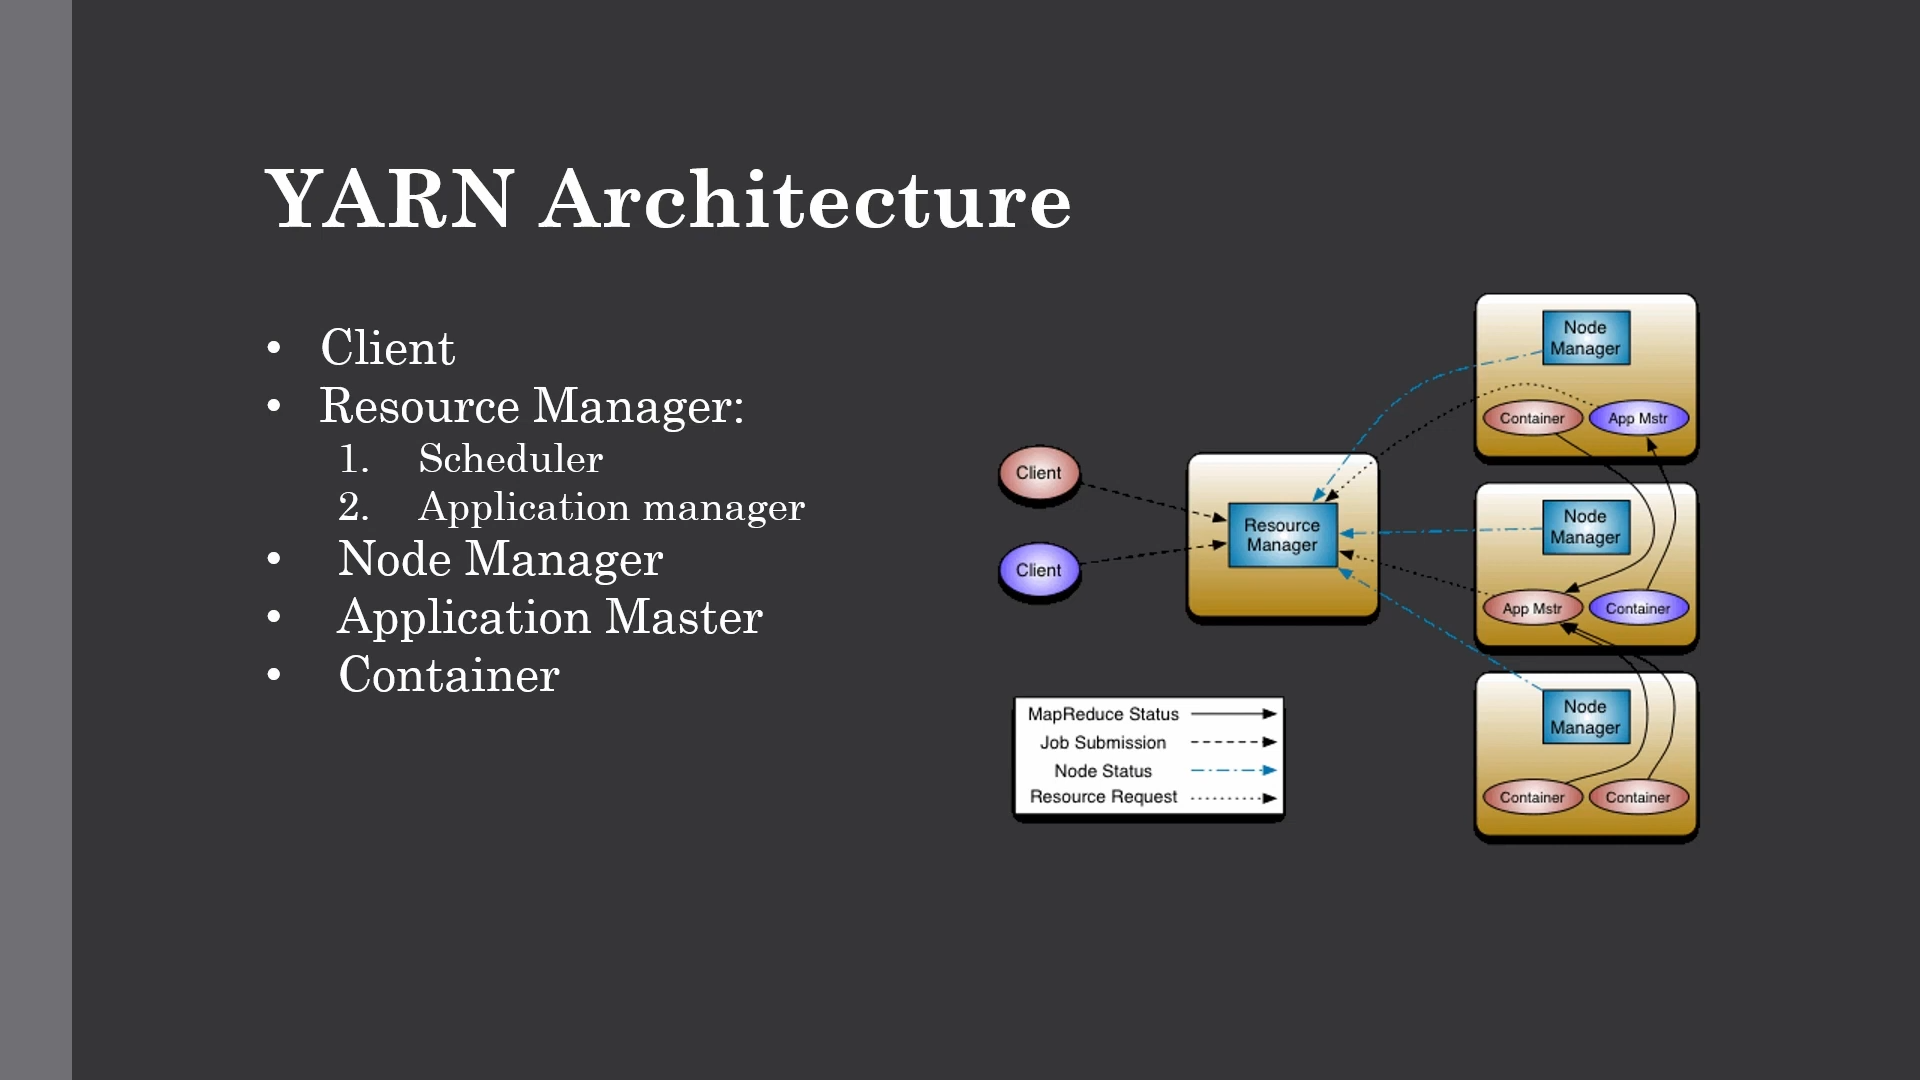 YARN Architecture
• Client
• Resource Manager:
1. Scheduler
2. Application manager
• Node Manager
• Application Master
• Container
Client
Client
Resource
Manager
Node
Manager
Container
App Mstr
Node
Manager
App Mstr
Container
Node
Manager
Container
Container
MapReduce Status
Job Submission
Node Status
Resource Request